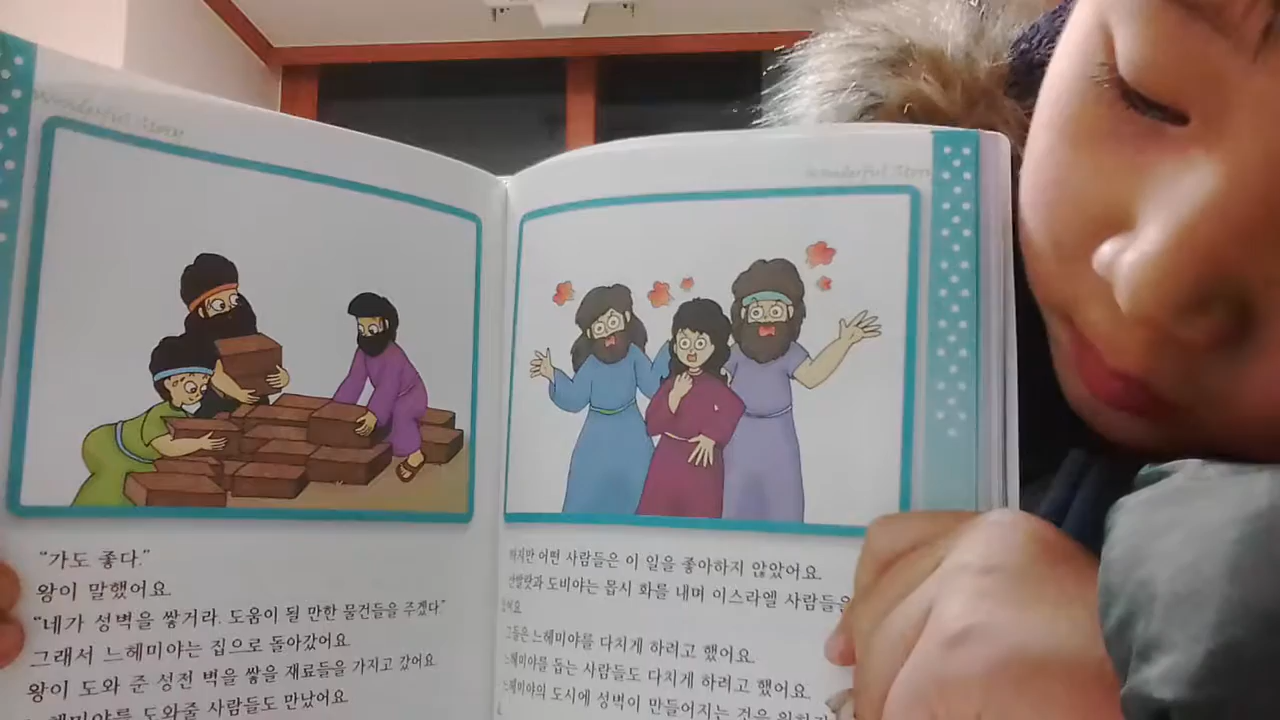 wonderful Story
"가도 좋다."
왕이 말했어요.
"네가 성벽을 쌓거라. 도움이 될 만한 물건들을 주겠다"
그래서 느헤미야는 집으로 돌아갔어요.
왕이 도와 준 성전 벽을 쌓을 재료들을 가지고 갔어요.
도와줄 사람들도 만났어요.
wonderful Story
하지만 어떤 사람들은 이 일을 좋아하지 않았어요.
산발랏과 도비야는 몹시 화를 내며 이스라엘 사람들을
그들은 느헤미야를 다치게 하려고 했어요.
느헤미야를 돕는 사람들도 다치게 하려고 했어요.
느헤미야의 도시에 성벽이 만들어지는 것을